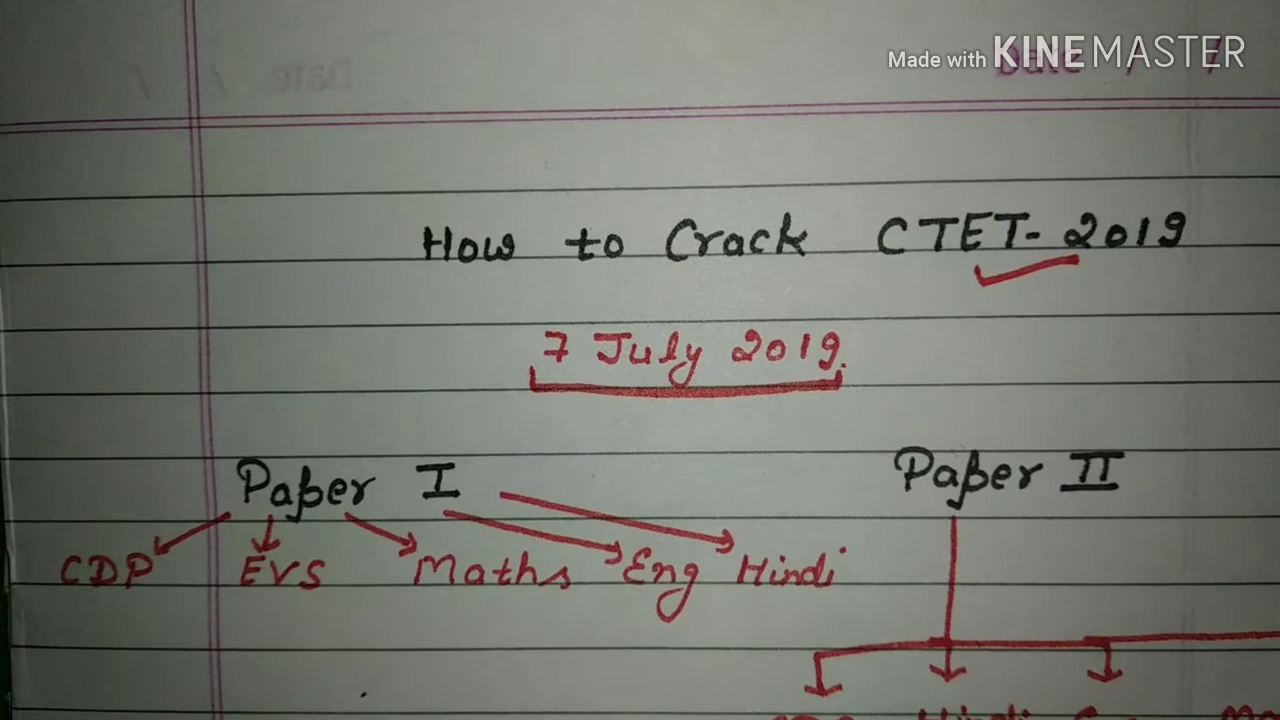 Made with KINEMASTER
Date / /
How to Crack CTET-2019
7 July 2019.
Paper I Paper II
CDP EVS Maths Eng Hindi